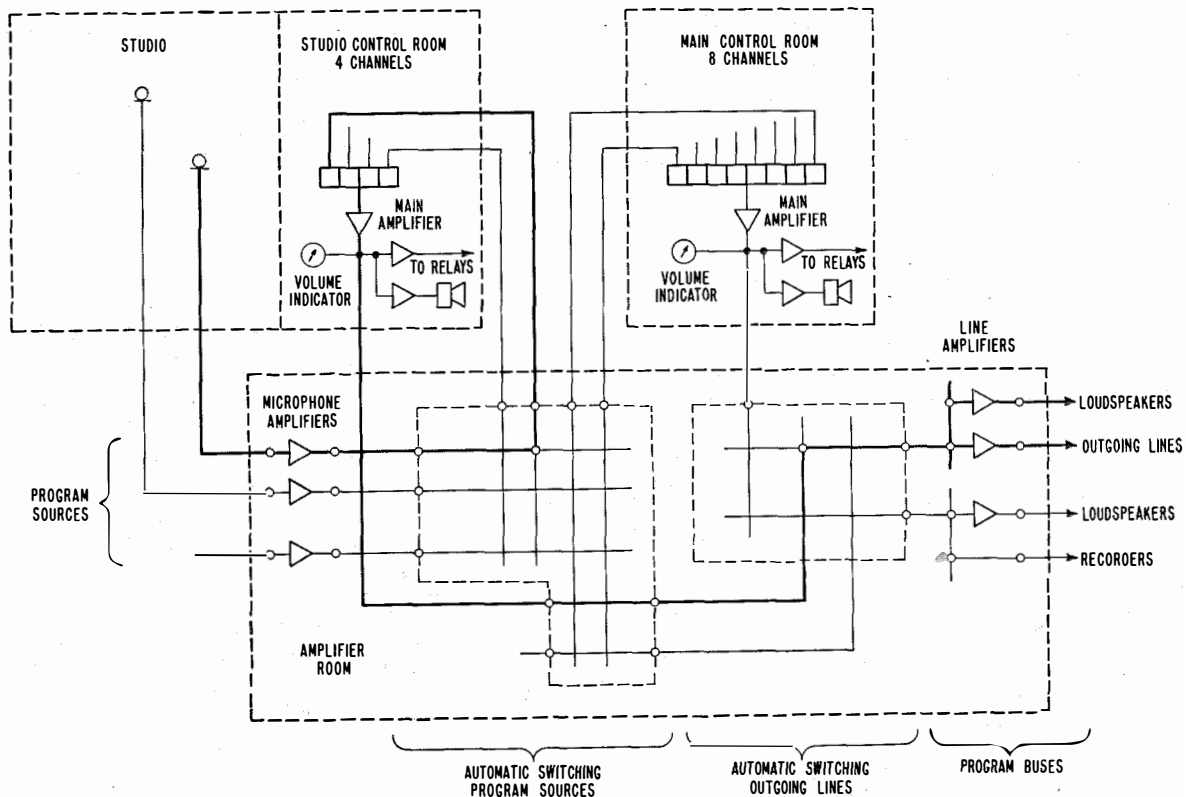 STUDIO
STUDIO CONTROL ROOM
4 CHANNELS
MAIN CONTROL ROOM
8 CHANNELS
MAIN
AMPLIFIER
TO RELAYS
VOLUME
INDICATOR
MAIN
AMPLIFIER
TO RELAYS
VOLUME
INDICATOR
LINE
AMPLIFIERS
MICROPHONE
AMPLIFIERS
LOUDSPEAKERS
OUTGOING LINES
PROGRAM
SOURCES
LOUDSPEAKERS
RECOROERS
AMPLIFIER
ROOM
AUTOMATIC SWITCHING
PROGRAM SOURCES
AUTOMATIC SWITCHING
OUTGOING LINES
PROGRAM BUSES